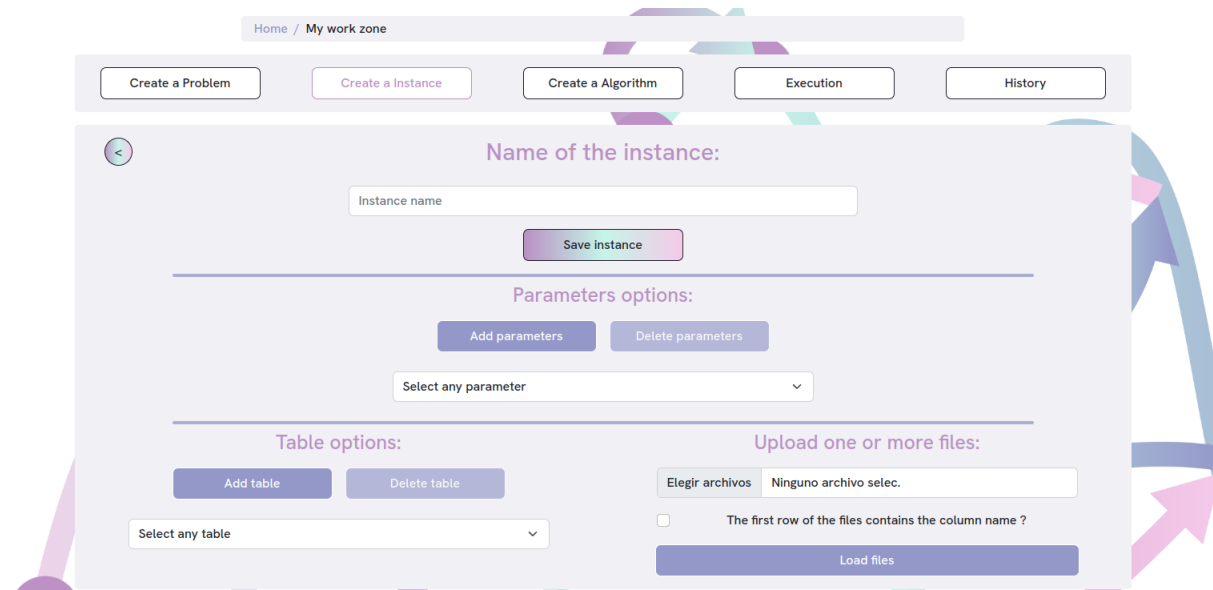 Home / My work zone
Create a Problem Create a Instance Create a Algorithm Execution History
<
Name of the instance:
Instance name
Save instance
Parameters options:
Add parameters Delete parameters
Select any parameter
Table options:
Add table Delete table
Select any table
Upload one or more files:
Elegir archivos Ninguno archivo selec.
The first row of the files contains the column name ?
Load files